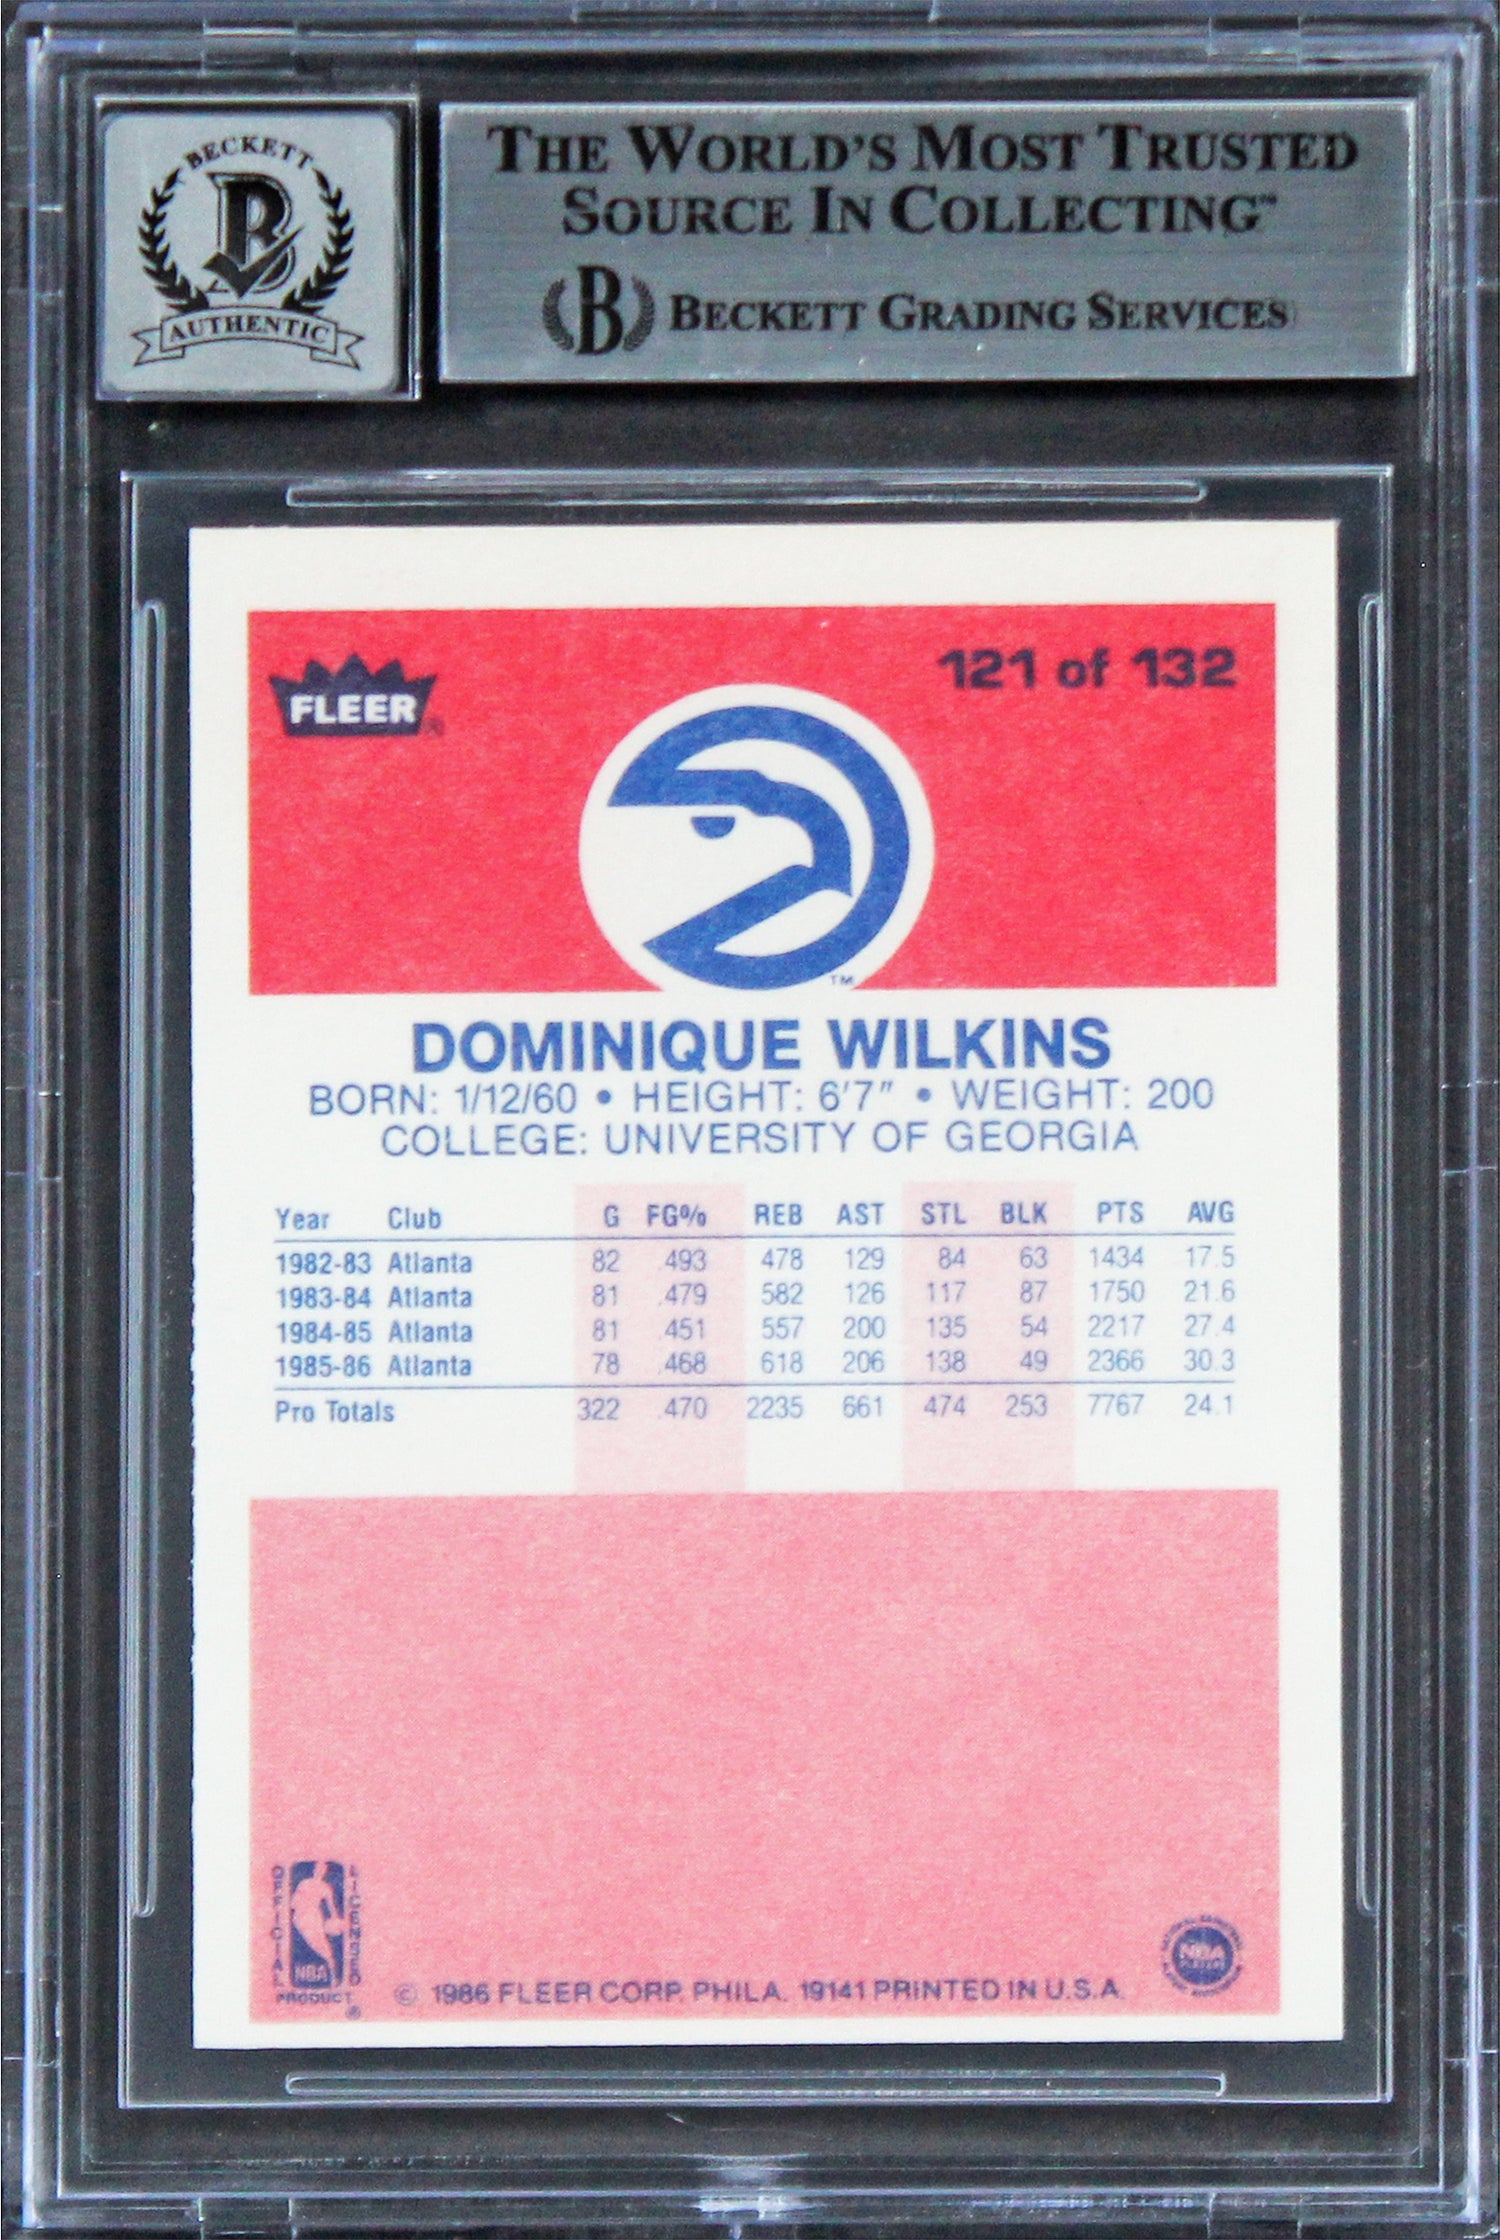 BECKETT
B
AUTHENTIC
THE WORLD'S MOST TRUSTED
SOURCE IN COLLECTING™
B BECKETT GRADING SERVICES
FLEER®
121 of 132
TM
DOMINIQUE WILKINS
BORN: 1/12/60 • HEIGHT: 6'7" • WEIGHT: 200
COLLEGE: UNIVERSITY OF GEORGIA
Year Club G FG% REB AST STL BLK PTS AVG
1982-83 Atlanta 82 .493 478 129 84 63 1434 17.5
1983-84 Atlanta 81 .479 582 126 117 87 1750 21.6
1984-85 Atlanta 81 .451 557 200 135 54 2217 27.4
1985-86 Atlanta 78 .468 618 206 138 49 2366 30.3
Pro Totals 322 .470 2235 661 474 253 7767 24.1
OFFICIAL
LICENSED
NBA
PRODUCT®
© 1986 FLEER CORP. PHILA. 19141 PRINTED IN U.S.A.
NBA
PLAYERS